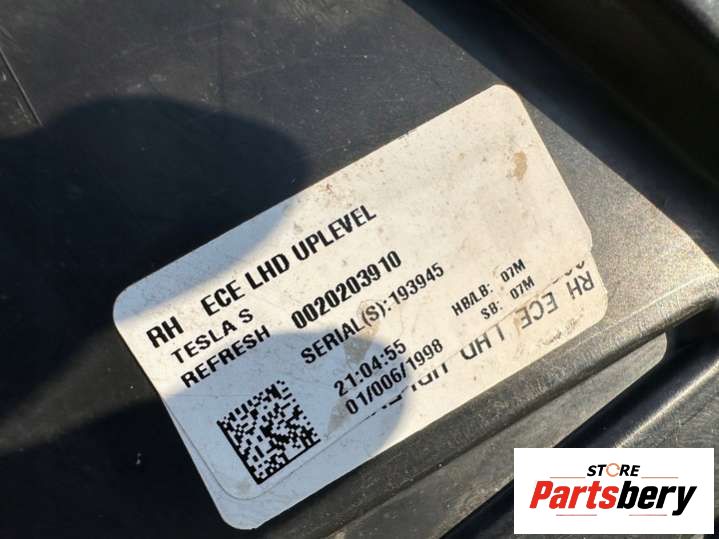 RH ECE LHD UPLEVEL
TESLA S
REFRESH 0020203910
SERIAL(S):193945
21:04:55 HB/LB: 07M
01/006/1998 SB: 07M
RH ECE LHD
STORE
Partsbery